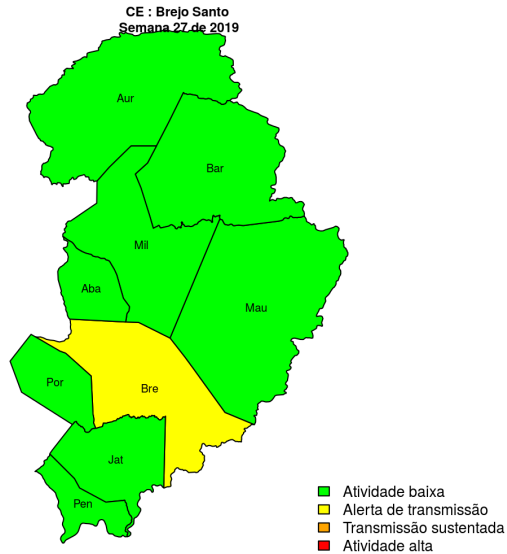 CE : Brejo Santo
Semana 27 de 2019
Aur
Bar
Mil
Aba
Mau
Por
Bre
Jat
Pen
Atividade baixa
Alerta de transmissão
Transmissão sustentada
Atividade alta